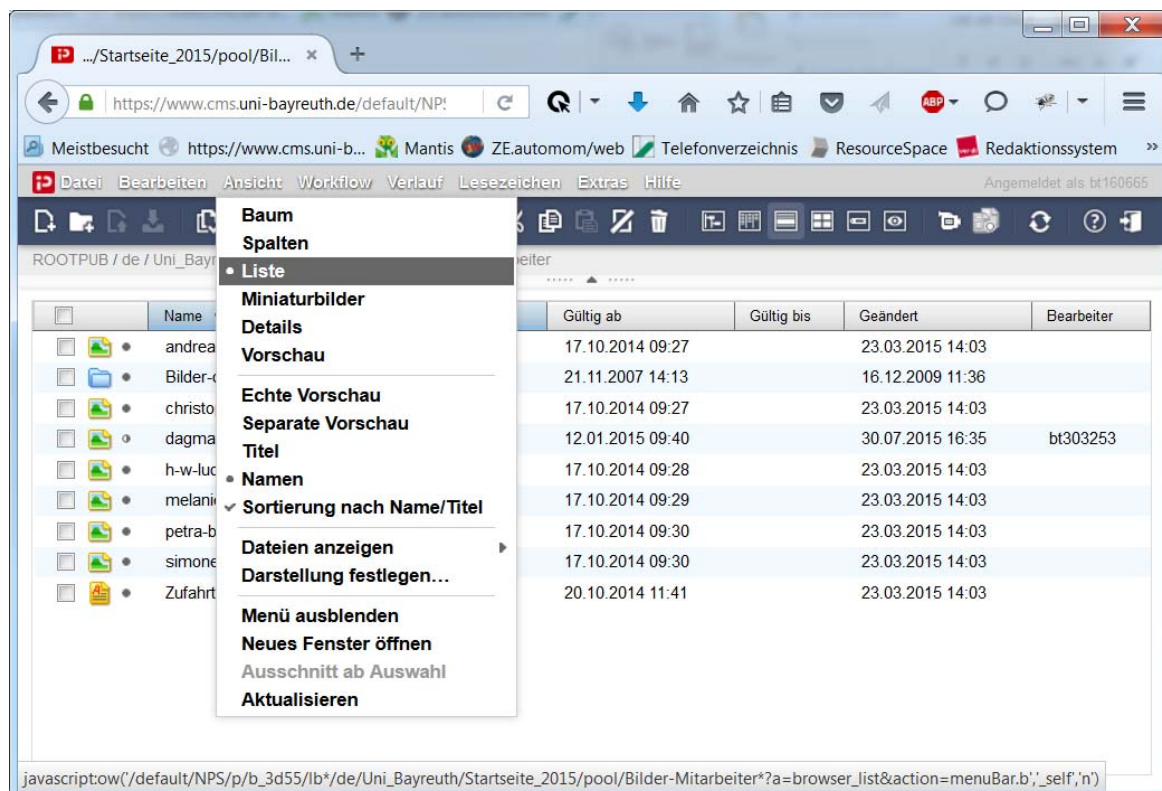 .../Startseite_2015/pool/Bil... × +
https://www.cms.uni-bayreuth.de/default/NPS
ABP
Meistbesucht https://www.cms.uni-b... Mantis ZE.automom/web Telefonverzeichnis ResourceSpace Redaktionssystem »
Datei Bearbeiten Ansicht Workflow Verlauf Lesezeichen Extras Hilfe Angemeldet als bt160665
ROOTPUB / de / Uni_Bayr eiter
Baum
Spalten
• Liste
Miniaturbilder
Details
Vorschau
Echte Vorschau
Separate Vorschau
Titel
• Namen
✓ Sortierung nach Name/Titel
Dateien anzeigen
Darstellung festlegen...
Menü ausblenden
Neues Fenster öffnen
Ausschnitt ab Auswahl
Aktualisieren
Name Gültig ab Gültig bis Geändert Bearbeiter
andrea 17.10.2014 09:27 23.03.2015 14:03
Bilder- 21.11.2007 14:13 16.12.2009 11:36
christo 17.10.2014 09:27 23.03.2015 14:03
dagma 12.01.2015 09:40 30.07.2015 16:35 bt303253
h-w-luc 17.10.2014 09:28 23.03.2015 14:03
melani 17.10.2014 09:29 23.03.2015 14:03
petra-b 17.10.2014 09:30 23.03.2015 14:03
simone 17.10.2014 09:30 23.03.2015 14:03
Zufahrt 20.10.2014 11:41 23.03.2015 14:03
javascript:ow('/default/NPS/p/b_3d55/lb*/de/Uni_Bayreuth/Startseite_2015/pool/Bilder-Mitarbeiter*?a=browser_list&action=menuBar.b','_self','n')